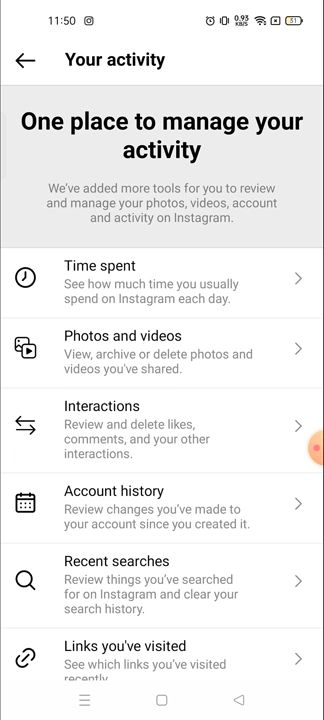 11:50
0.93
KB/S
31
Your activity
One place to manage your
activity
We've added more tools for you to review
and manage your photos, videos, account
and activity on Instagram.
Time spent
See how much time you usually
spend on Instagram each day.
Photos and videos
View, archive or delete photos and
videos you've shared.
Interactions
Review and delete likes,
comments, and your other
interactions.
Account history
Review changes you've made to
your account since you created it.
Recent searches
Review things you've searched
for on Instagram and clear your
search history.
Links you've visited
See which links you've visited
recently